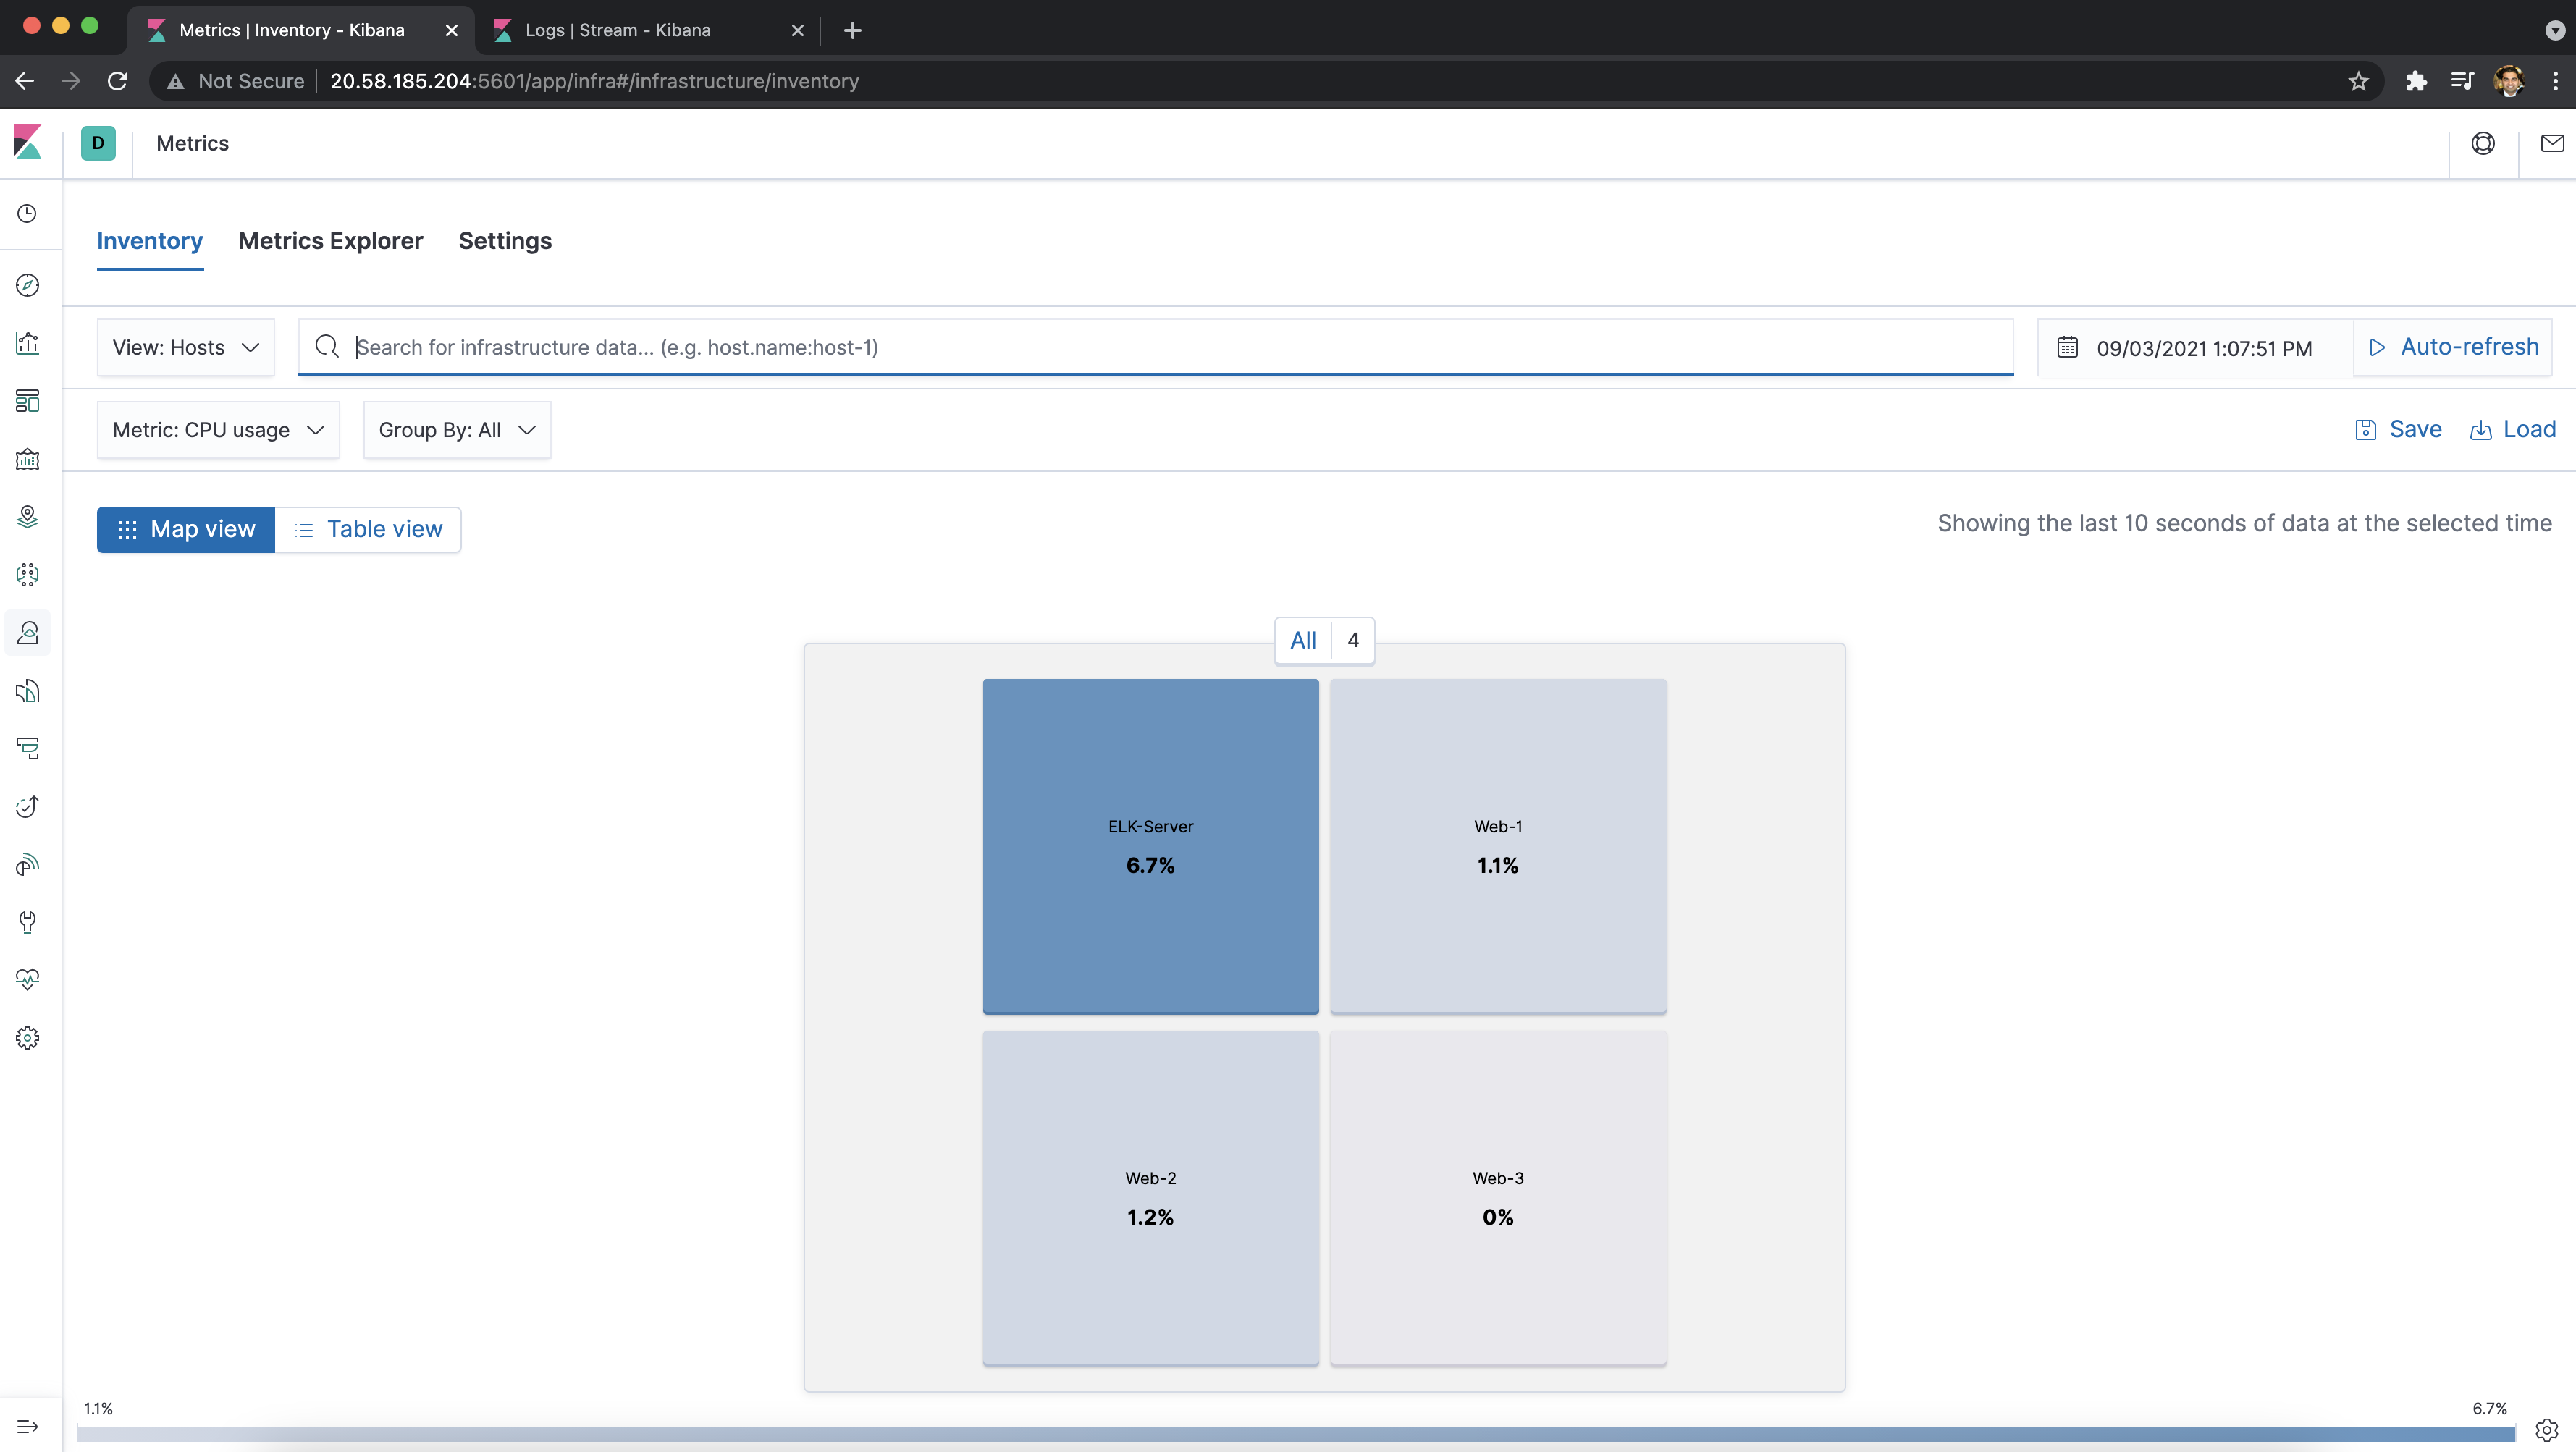 Metrics | Inventory - Kibana
Logs | Stream - Kibana
Not Secure
20.58.185.204:5601/app/infra#/infrastructure/inventory
D
Metrics
Inventory
Metrics Explorer
Settings
View: Hosts
Search for infrastructure data... (e.g. host.name:host-1)
09/03/2021 1:07:51 PM
Auto-refresh
Metric: CPU usage
Group By: All
Save
Load
Map view
Table view
Showing the last 10 seconds of data at the selected time
All 4
ELK-Server
6.7%
Web-1
1.1%
Web-2
1.2%
Web-3
0%
1.1%
6.7%